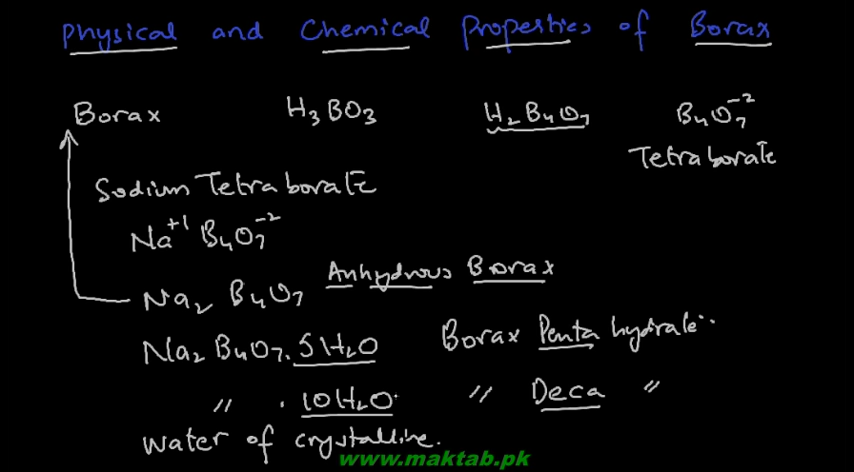 Physical and Chemical Properties of Borax
Borax H₃BO₃ H₂B₄O₇ B₄O₇⁻²
Tetraborate
Sodium Tetraborate
Na⁺¹ B₄O₇⁻²
Na₂ B₄O₇ Anhydrous Borax
Na₂ B₄O₇. 5H₂O Borax Penta hydrate..
〃 . 10H₂O. 〃 Deca 〃
water of crystalline.
www.maktab.pk